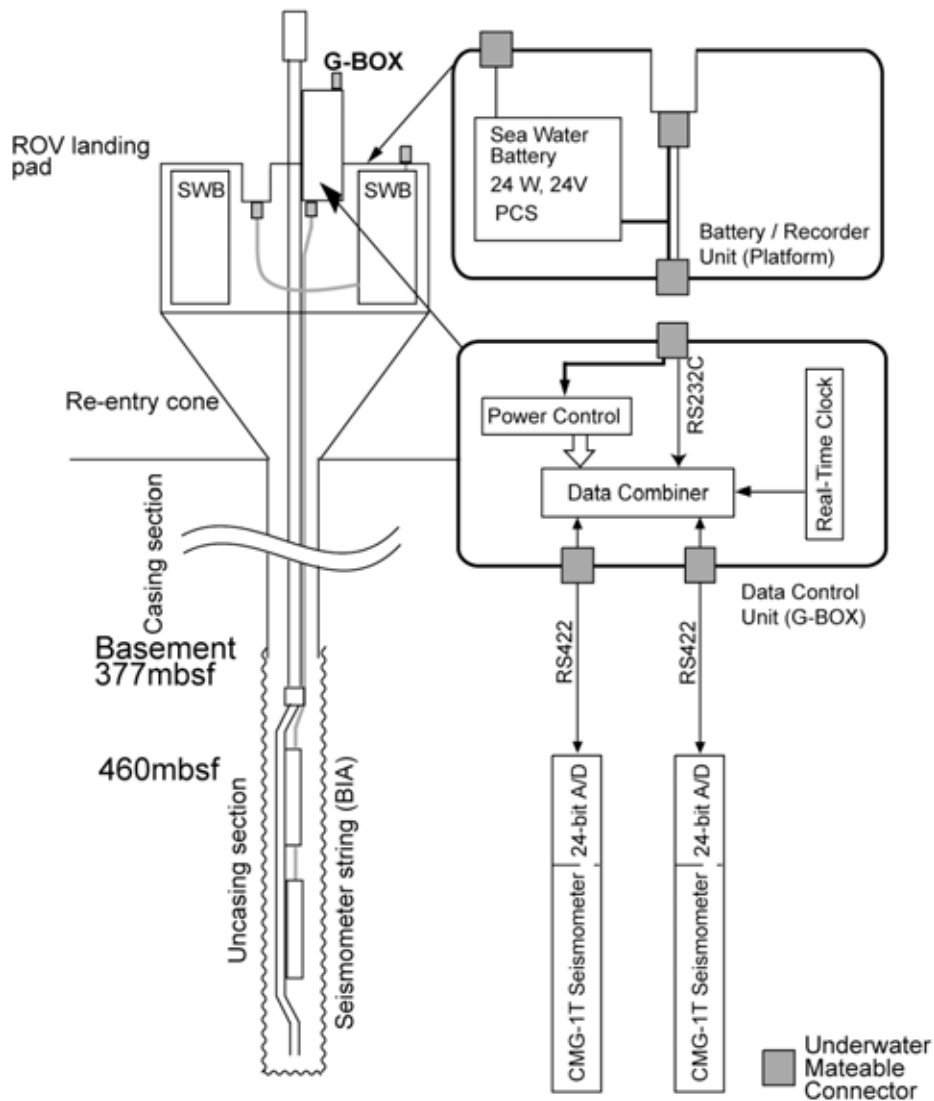 G-BOX
ROV landing
pad
SWB
SWB
Sea Water
Battery
24 W, 24V
PCS
Battery / Recorder
Unit (Platform)
Re-entry cone
Power Control
RS232C
Real-Time Clock
Data Combiner
Casing section
Data Control
Unit (G-BOX)
Basement
377mbsf
RS422
RS422
460mbsf
Uncasing section
Seismometer string (BIA)
CMG-1T Seismometer
24-bit A/D
CMG-1T Seismometer
24-bit A/D
Underwater
Mateable
Connector